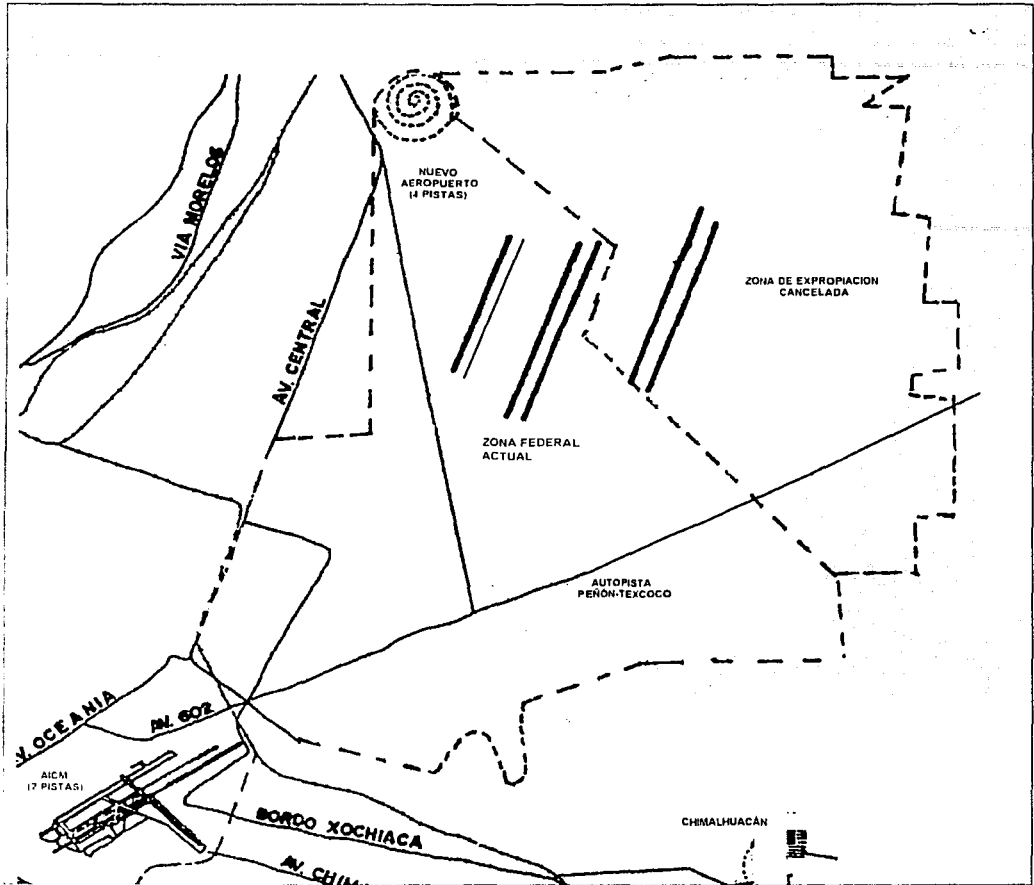 VIA MORELOS
NUEVO
AEROPUERTO
(4 PISTAS)
ZONA DE EXPROPIACION
CANCELADA
AV. CENTRAL
ZONA FEDERAL
ACTUAL
AUTOPISTA
PEÑÓN-TEXCOCO
V. OCEANIA
AV. 602
AICM
(2 PISTAS)
BORDO XOCHIACA
CHIMALHUACÁN
AV. CHIM